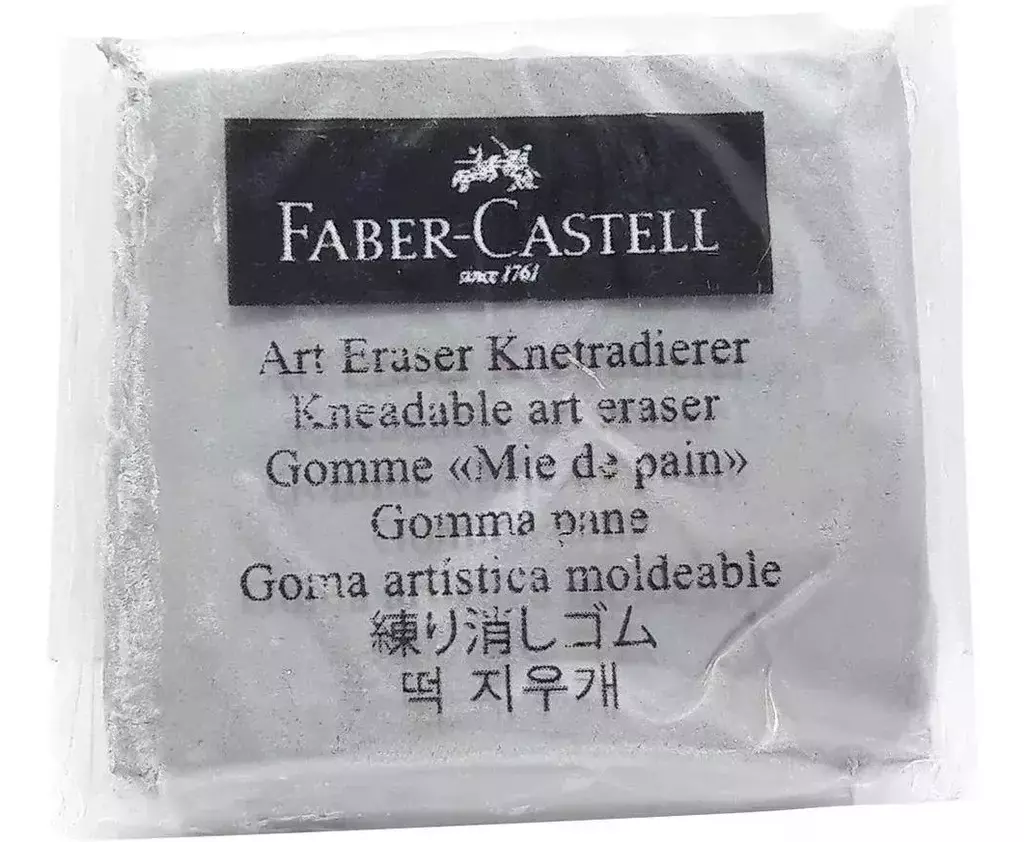 FABER-CASTELL
since 1761
Art Eraser Knetradierer
Kneadable art eraser
Gomme «Mie de pain»
Gomma pane
Goma artística moldeable
練り消しゴム
떡 지우개